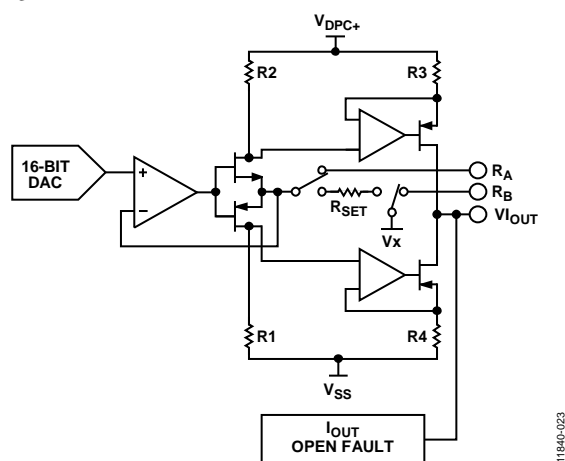 VDPC+
R2
R3
16-BIT
DAC
+
–
RA
RSET
RB
Vx
VIOUT
R1
R4
VSS
IOUT
OPEN FAULT
11840-023